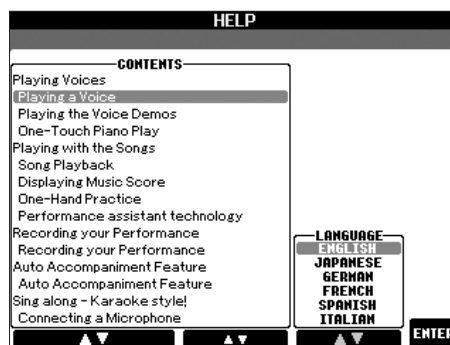 HELP
CONTENTS
Playing Voices
Playing a Voice
Playing the Voice Demos
One-Touch Piano Play
Playing with the Songs
Song Playback
Displaying Music Score
One-Hand Practice
Performance assistant technology
Recording your Performance
Recording your Performance
Auto Accompaniment Feature
Auto Accompaniment Feature
Sing along - Karaoke style!
Connecting a Microphone
LANGUAGE
ENGLISH
JAPANESE
GERMAN
FRENCH
SPANISH
ITALIAN
ENTER